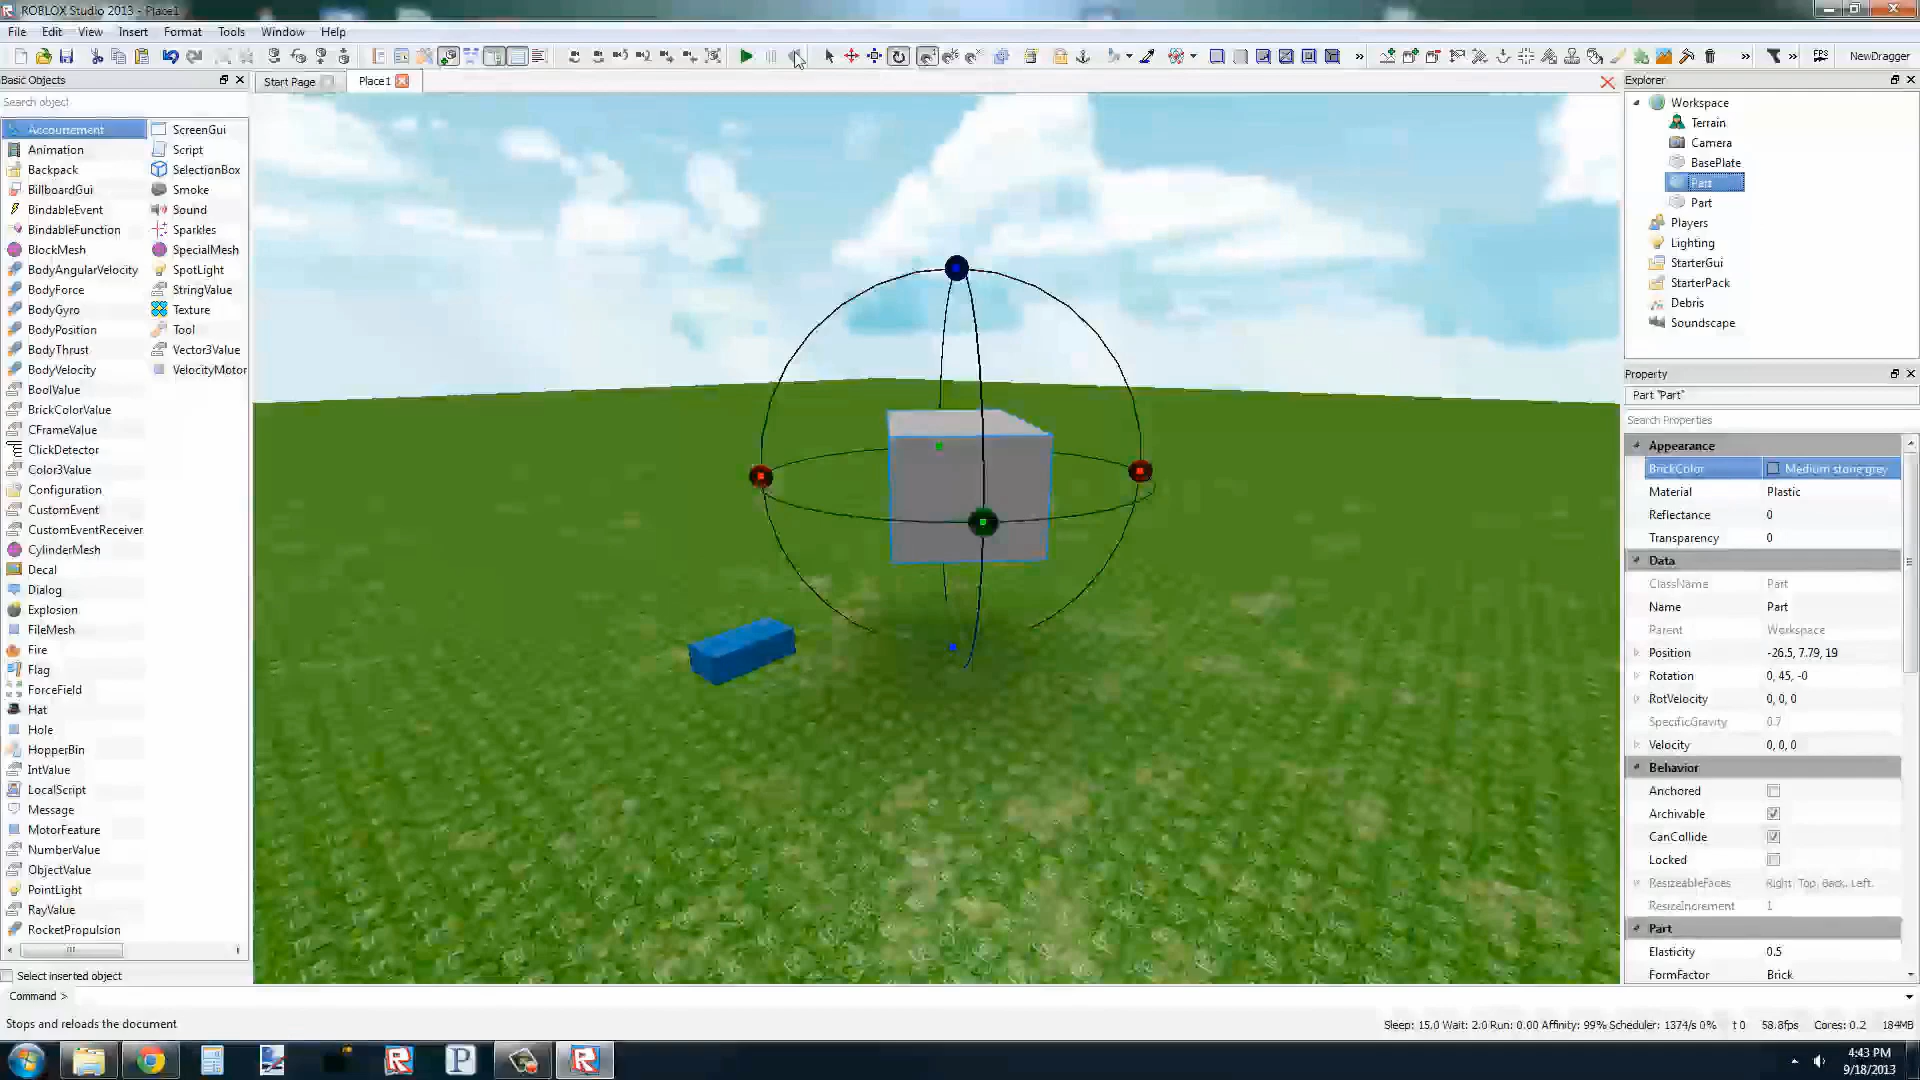 ROBLOX Studio 2013 - Place1
File Edit View Insert Format Tools Window Help
FPS NewDragger
Basic Objects
Start Page Place1
Explorer
Search object
Accoutrement
Animation
Backpack
BillboardGui
BindableEvent
BindableFunction
BlockMesh
BodyAngularVelocity
BodyForce
BodyGyro
BodyPosition
BodyThrust
BodyVelocity
BoolValue
BrickColorValue
CFrameValue
ClickDetector
Color3Value
Configuration
CustomEvent
CustomEventReceiver
CylinderMesh
Decal
Dialog
Explosion
FileMesh
Fire
Flag
ForceField
Hat
Hole
HopperBin
IntValue
LocalScript
Message
MotorFeature
NumberValue
ObjectValue
PointLight
RayValue
RocketPropulsion
ScreenGui
Script
SelectionBox
Smoke
Sound
Sparkles
SpecialMesh
SpotLight
StringValue
Texture
Tool
Vector3Value
VelocityMotor
Select inserted object
Workspace
Terrain
Camera
BasePlate
Part
Part
Players
Lighting
StarterGui
StarterPack
Debris
Soundscape
Property
Part "Part"
Search Properties
Appearance
BrickColor Medium stone grey
Material Plastic
Reflectance 0
Transparency 0
Data
ClassName Part
Name Part
Parent Workspace
Position -26.5, 7.79, 19
Rotation 0, 45, -0
RotVelocity 0, 0, 0
SpecificGravity 0.7
Velocity 0, 0, 0
Behavior
Anchored
Archivable
CanCollide
Locked
ResizeableFaces Right, Top, Back, Left,
ResizeIncrement 1
Part
Elasticity 0.5
FormFactor Brick
Command >
Stops and reloads the document
Sleep: 15.0 Wait: 2.0 Run: 0.00 Affinity: 99% Scheduler: 1374/s 0% t 0 58.8fps Cores: 0.2 184MB
4:43 PM
9/18/2013